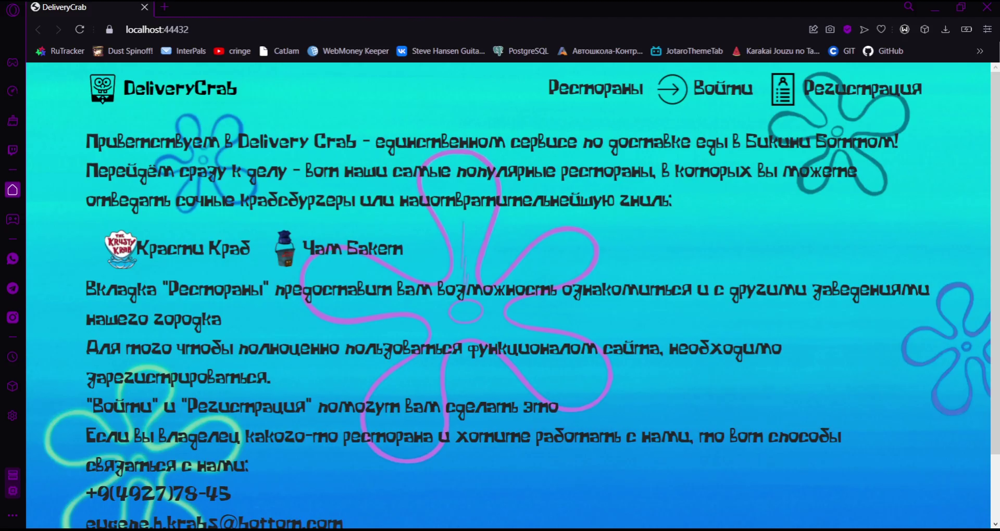 DeliveryCrab
localhost:44432
RuTracker Dust Spinoff! InterPals cringe CatJam WebMoney Keeper Steve Hansen Guita... PostgreSQL Автошкола-Контр... JotaroThemeTab Karakai Jouzu no Ta... GIT GitHub
DeliveryCrab Рестораны Войти Регистрация
Приветствуем в Delivery Crab - единственном сервисе по доставке еды в Бикини Боттом!
Перейдём сразу к делу - вот наши самые популярные рестораны, в которых вы можете
отведать сочные крабсбургеры или наиотвратительнейшую гниль:
THE KRUSTY KRAB Красти Краб Чам Бакет
Вкладка "Рестораны" предоставит вам возможность ознакомиться и с другими заведениями
нашего городка
Для того чтобы полноценно пользоваться функционалом сайта, необходимо
зарегистрироваться.
"Войти" и "Регистрация" помогут вам сделать это
Если вы владелец какого-то ресторана и хотите работать с нами, то вот способы
связаться с нами:
+9(4927)78-45
eugene.h.krabs@bottom.com